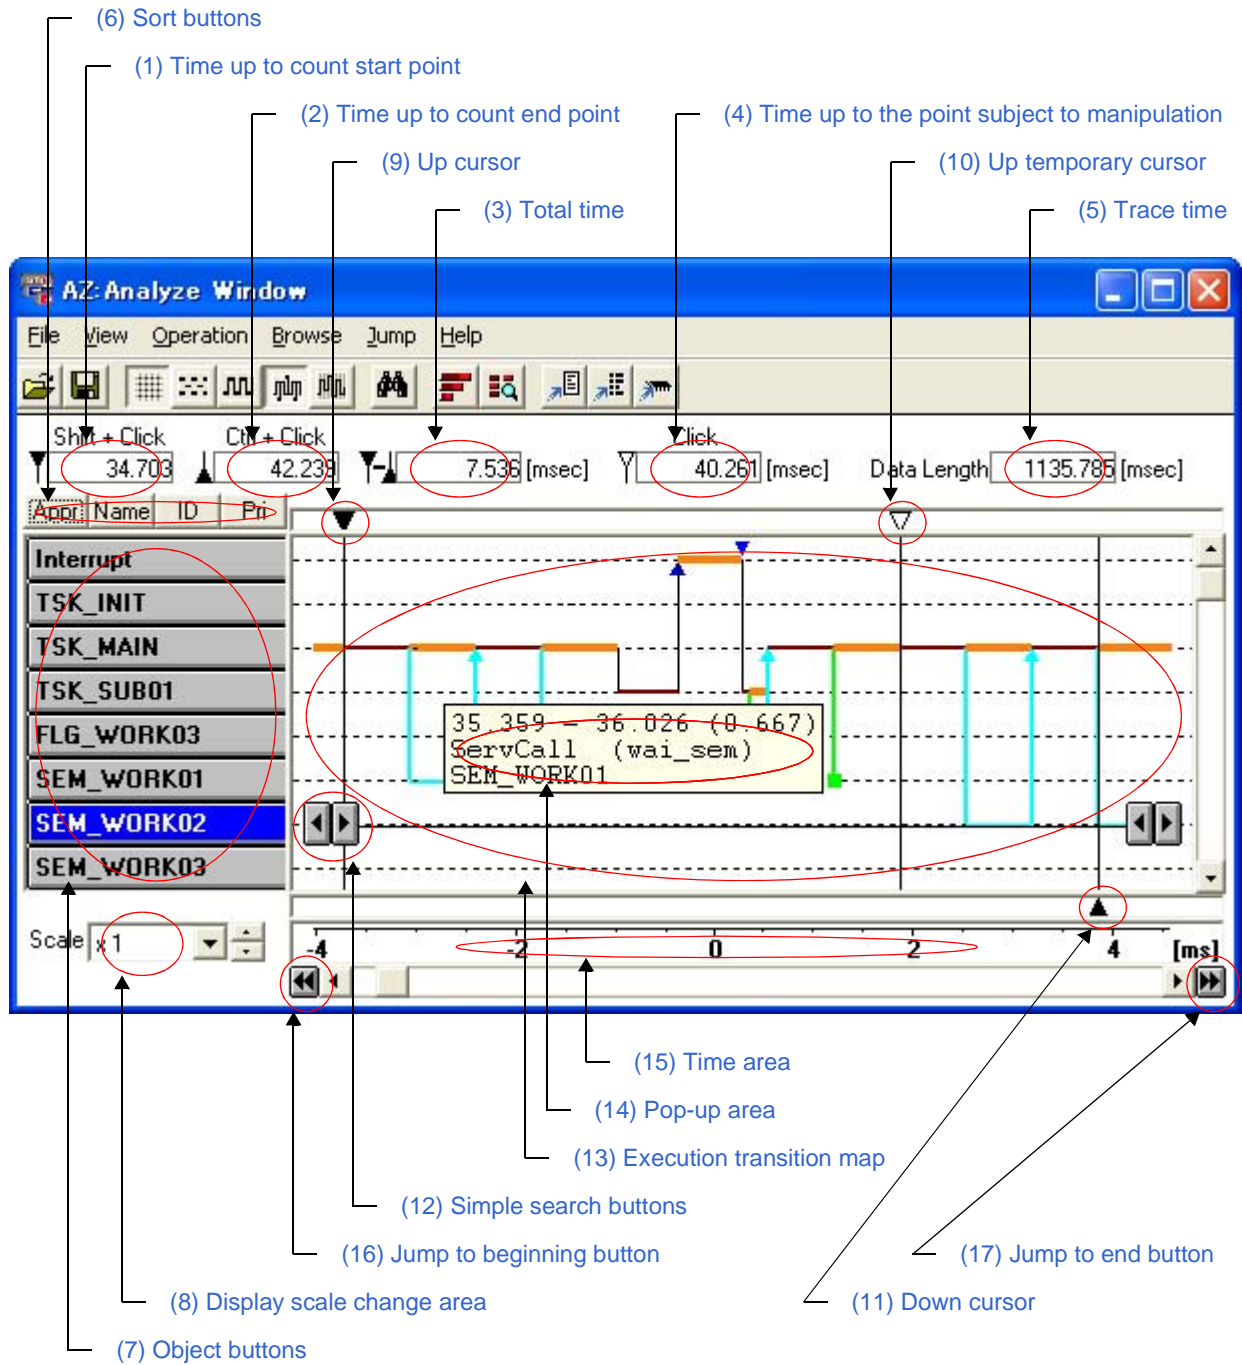 (6) Sort buttons
(1) Time up to count start point
(2) Time up to count end point
(4) Time up to the point subject to manipulation
(9) Up cursor
(10) Up temporary cursor
(3) Total time
(5) Trace time
AZ:Analyze Window
File View Operation Browse Jump Help
Shift + Click Ctrl + Click Click
34.703 42.239 7.536 [msec] 40.261 [msec] Data Length 1135.785 [msec]
Appr Name ID Pri
Interrupt
TSK_INIT
TSK_MAIN
TSK_SUB01
FLG_WORK03
SEM_WORK01
SEM_WORK02
SEM_WORK03
35.359 - 36.026 (0.667)
ServCall (wai_sem)
SEM_WORK01
Scale x 1
-4 -2 0 2 4 [ms]
(15) Time area
(14) Pop-up area
(13) Execution transition map
(12) Simple search buttons
(16) Jump to beginning button
(17) Jump to end button
(8) Display scale change area
(11) Down cursor
(7) Object buttons